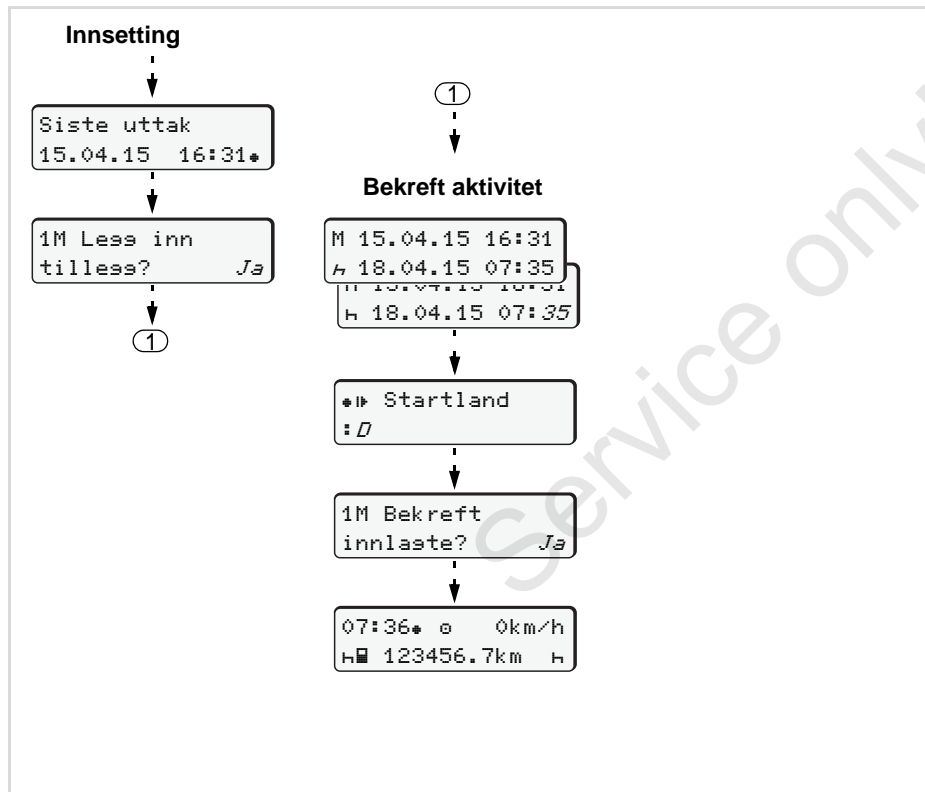 Innsetting
Siste uttak
15.04.15 16:31
1M Legg inn
tillegg? Ja
1
1
Bekreft aktivitet
M 15.04.15 16:31
h 18.04.15 07:35
h 18.04.15 07:35
Startland
:D
1M Bekreft
innlagte? Ja
07:36 0km/h
h 123456.7km h
Service only